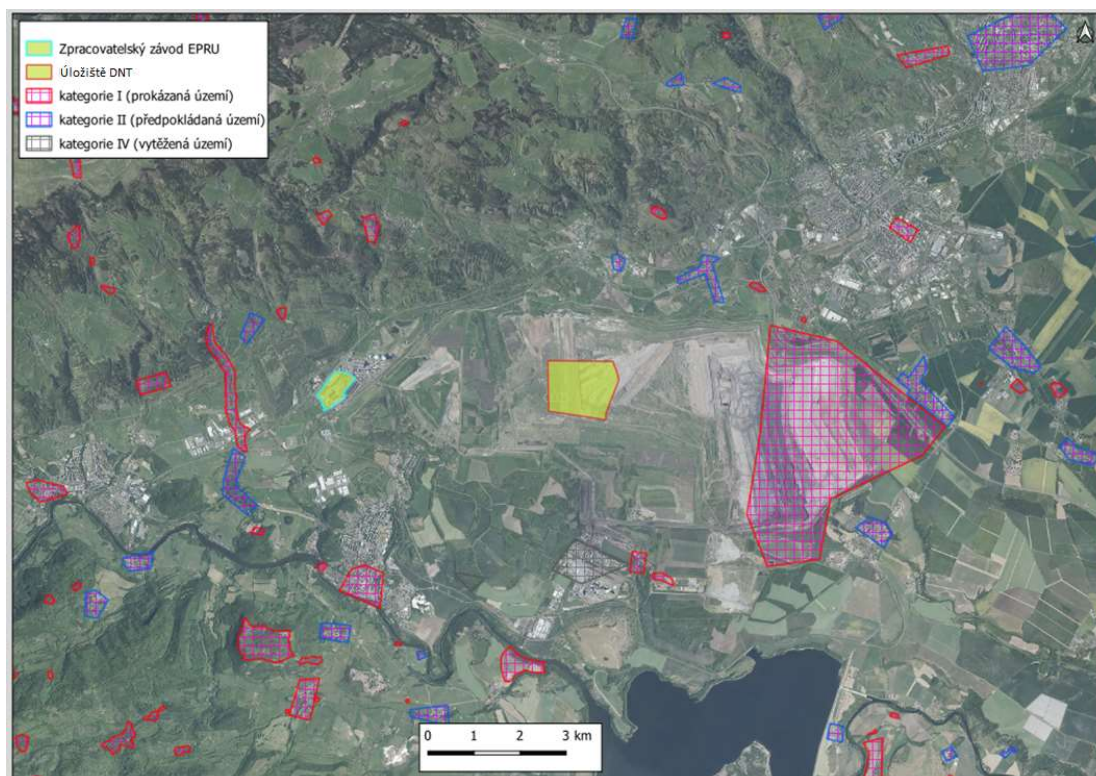 Zpracovatelský závod EPRU
Úložiště DNT
kategorie I (prokázaná území)
kategorie II (předpokládaná území)
kategorie IV (vytěžená území)
0 1 2 3 km